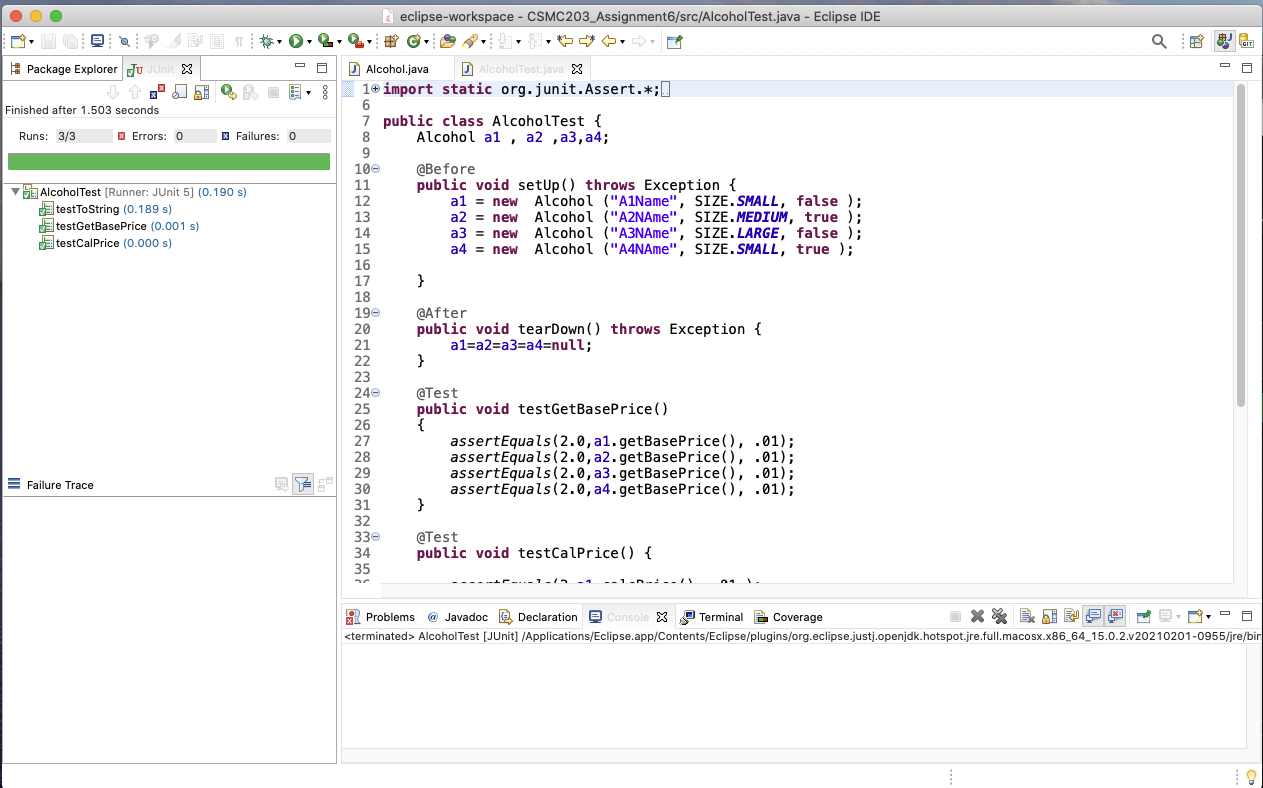 eclipse-workspace - CSMC203_Assignment6/src/AlcoholTest.java - Eclipse IDE
Package Explorer
JUnit
Finished after 1.503 seconds
Runs: 3/3 Errors: 0 Failures: 0
AlcoholTest [Runner: JUnit 5] (0.190 s)
testToString (0.189 s)
testGetBasePrice (0.001 s)
testCalPrice (0.000 s)
Failure Trace
Alcohol.java
AlcoholTest.java
1 import static org.junit.Assert.*;
6
7 public class AlcoholTest {
8 Alcohol a1 , a2 ,a3,a4;
9
10 @Before
11 public void setUp() throws Exception {
12 a1 = new  Alcohol ("A1Name", SIZE.SMALL, false );
13 a2 = new  Alcohol ("A2NAme", SIZE.MEDIUM, true );
14 a3 = new  Alcohol ("A3NAme", SIZE.LARGE, false );
15 a4 = new  Alcohol ("A4NAme", SIZE.SMALL, true );
16
17 }
18
19 @After
20 public void tearDown() throws Exception {
21 a1=a2=a3=a4=null;
22 }
23
24 @Test
25 public void testGetBasePrice()
26 {
27 assertEquals(2.0,a1.getBasePrice(), .01);
28 assertEquals(2.0,a2.getBasePrice(), .01);
29 assertEquals(2.0,a3.getBasePrice(), .01);
30 assertEquals(2.0,a4.getBasePrice(), .01);
31 }
32
33 @Test
34 public void testCalPrice() {
35
Problems @ Javadoc Declaration Console Terminal Coverage
<terminated> AlcoholTest [JUnit] /Applications/Eclipse.app/Contents/Eclipse/plugins/org.eclipse.justj.openjdk.hotspot.jre.full.macosx.x86_64_15.0.2.v20210201-0955/jre/bin